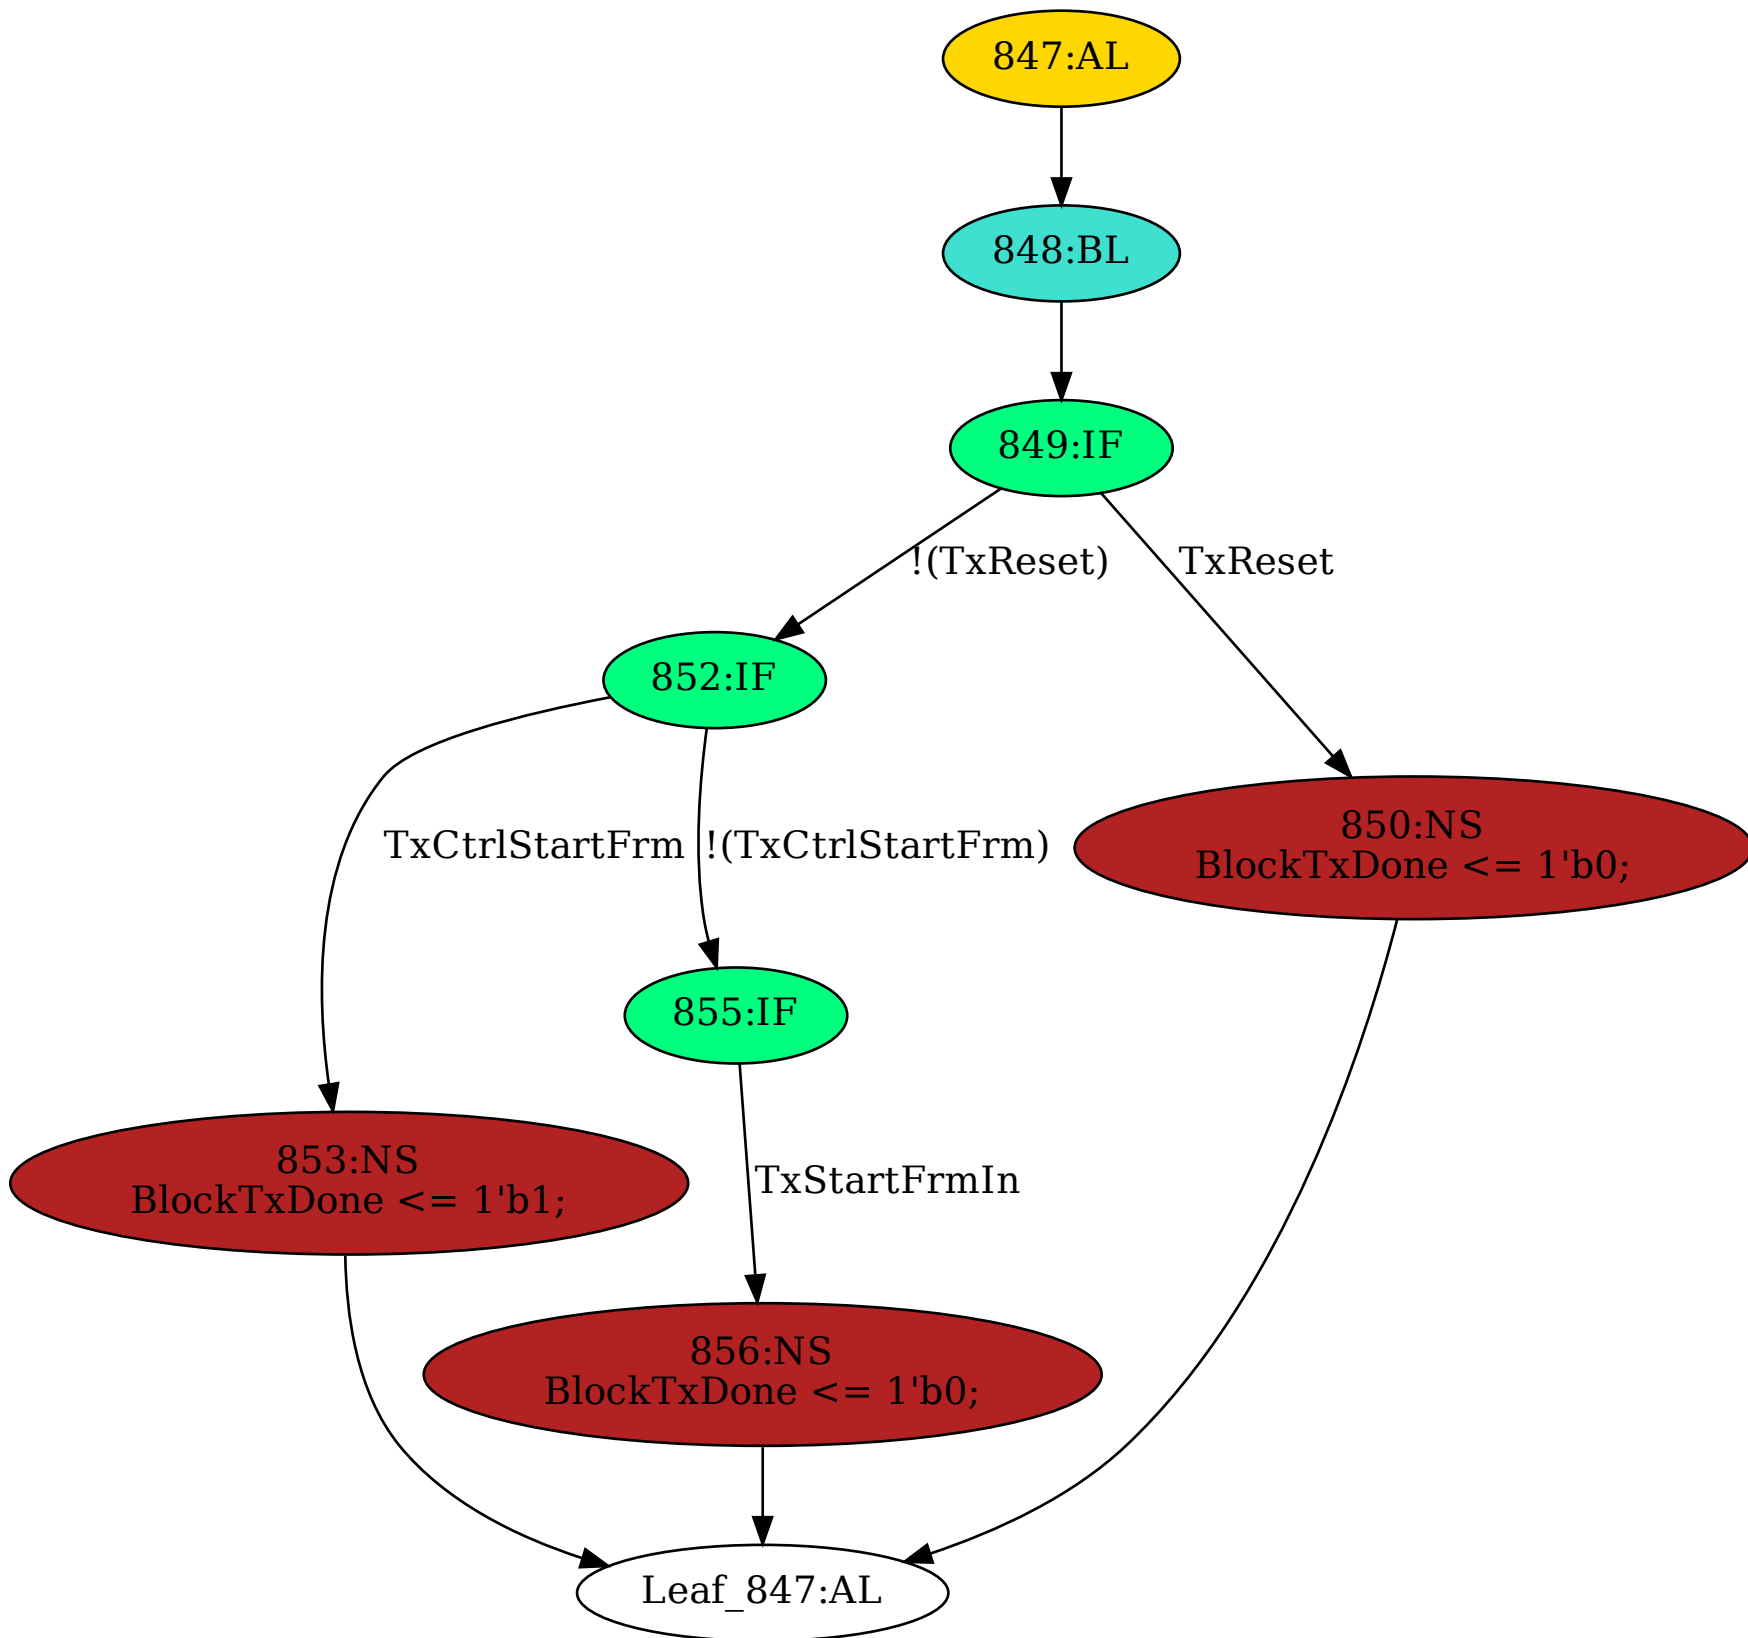 847:AL
848:BL
849:IF
!(TxReset)
TxReset
852:IF
TxCtrlStartFrm
!(TxCtrlStartFrm)
850:NS
BlockTxDone <= 1'b0;
855:IF
853:NS
BlockTxDone <= 1'b1;
TxStartFrmIn
856:NS
BlockTxDone <= 1'b0;
Leaf_847:AL